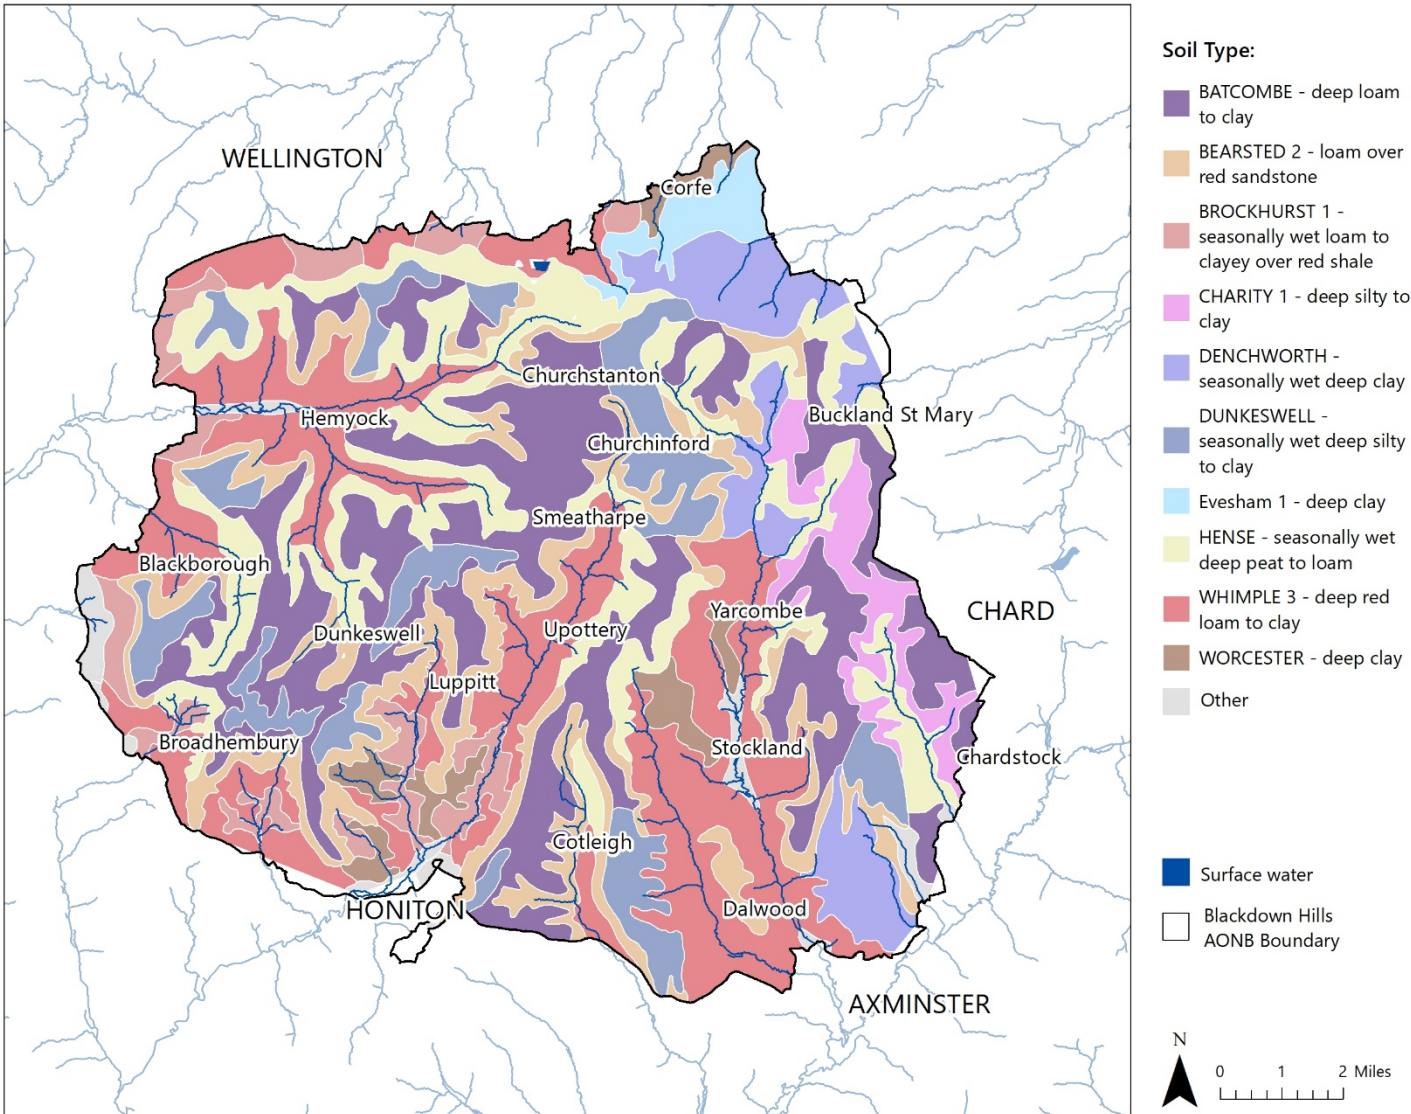 WELLINGTON
Corfe
Churchstanton
Hemyock
Buckland St Mary
Churchinford
Smeatharpe
Blackborough
Yarcombe
CHARD
Dunkeswell
Upottery
Luppitt
Broadhembury
Stockland
Chardstock
Cotleigh
HONITON
Dalwood
AXMINSTER
Soil Type:
BATCOMBE - deep loam
to clay
BEARSTED 2 - loam over
red sandstone
BROCKHURST 1 -
seasonally wet loam to
clayey over red shale
CHARITY 1 - deep silty to
clay
DENCHWORTH -
seasonally wet deep clay
DUNKESWELL -
seasonally wet deep silty
to clay
Evesham 1 - deep clay
HENSE - seasonally wet
deep peat to loam
WHIMPLE 3 - deep red
loam to clay
WORCESTER - deep clay
Other
Surface water
Blackdown Hills
AONB Boundary
N
0 1 2 Miles